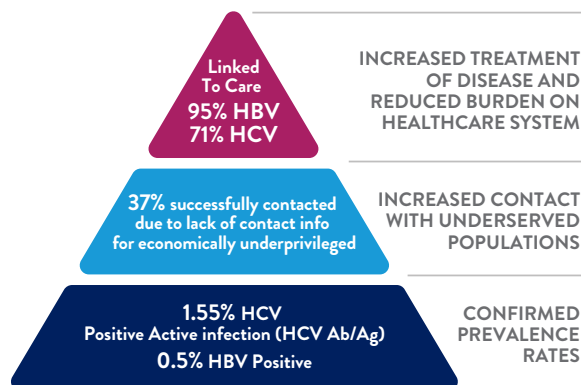 Linked
To Care
95% HBV
71% HCV
INCREASED TREATMENT
OF DISEASE AND
REDUCED BURDEN ON
HEALTHCARE SYSTEM
37% successfully contacted
due to lack of contact info
for economically underprivileged
INCREASED CONTACT
WITH UNDERSERVED
POPULATIONS
1.55% HCV
Positive Active infection (HCV Ab/Ag)
0.5% HBV Positive
CONFIRMED
PREVALENCE
RATES